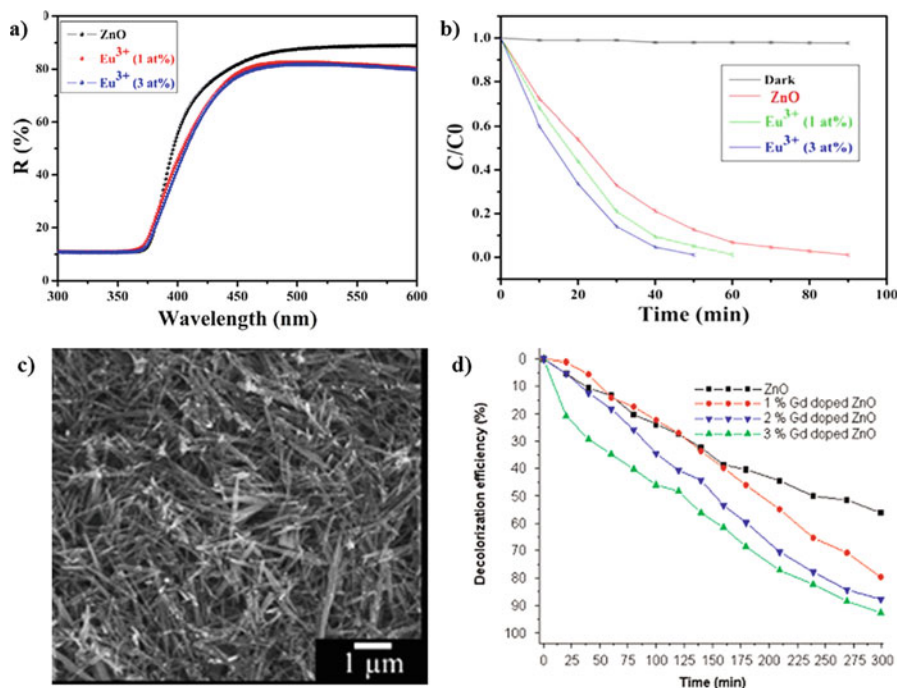 a)
ZnO
Eu³⁺ (1 at%)
Eu³⁺ (3 at%)
R (%)
80
60
40
20
0
300 350 400 450 500 550 600
Wavelength (nm)
b)
Dark
ZnO
Eu³⁺ (1 at%)
Eu³⁺ (3 at%)
C/C0
1.0
0.8
0.6
0.4
0.2
0.0
0 20 40 60 80 100
Time (min)
c)
1 µm
d)
ZnO
1 % Gd doped ZnO
2 % Gd doped ZnO
3 % Gd doped ZnO
Decolorization efficiency (%)
0
10
20
30
40
50
60
70
80
90
100
0 25 50 75 100 125 150 175 200 225 250 275 300
Time (min)